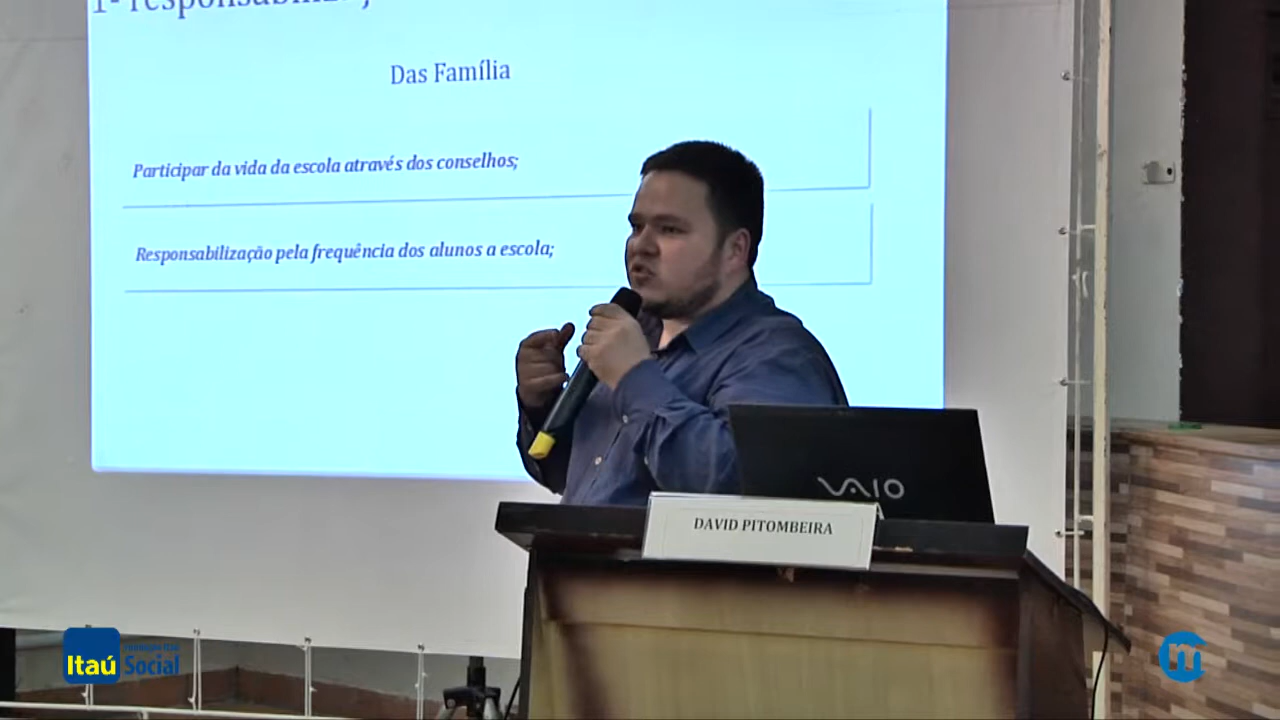 Das Família
Participar da vida da escola através dos conselhos;
Responsabilização pela frequência dos alunos a escola;
VAIO
DAVID PITOMBEIRA
Itaú
Social
m